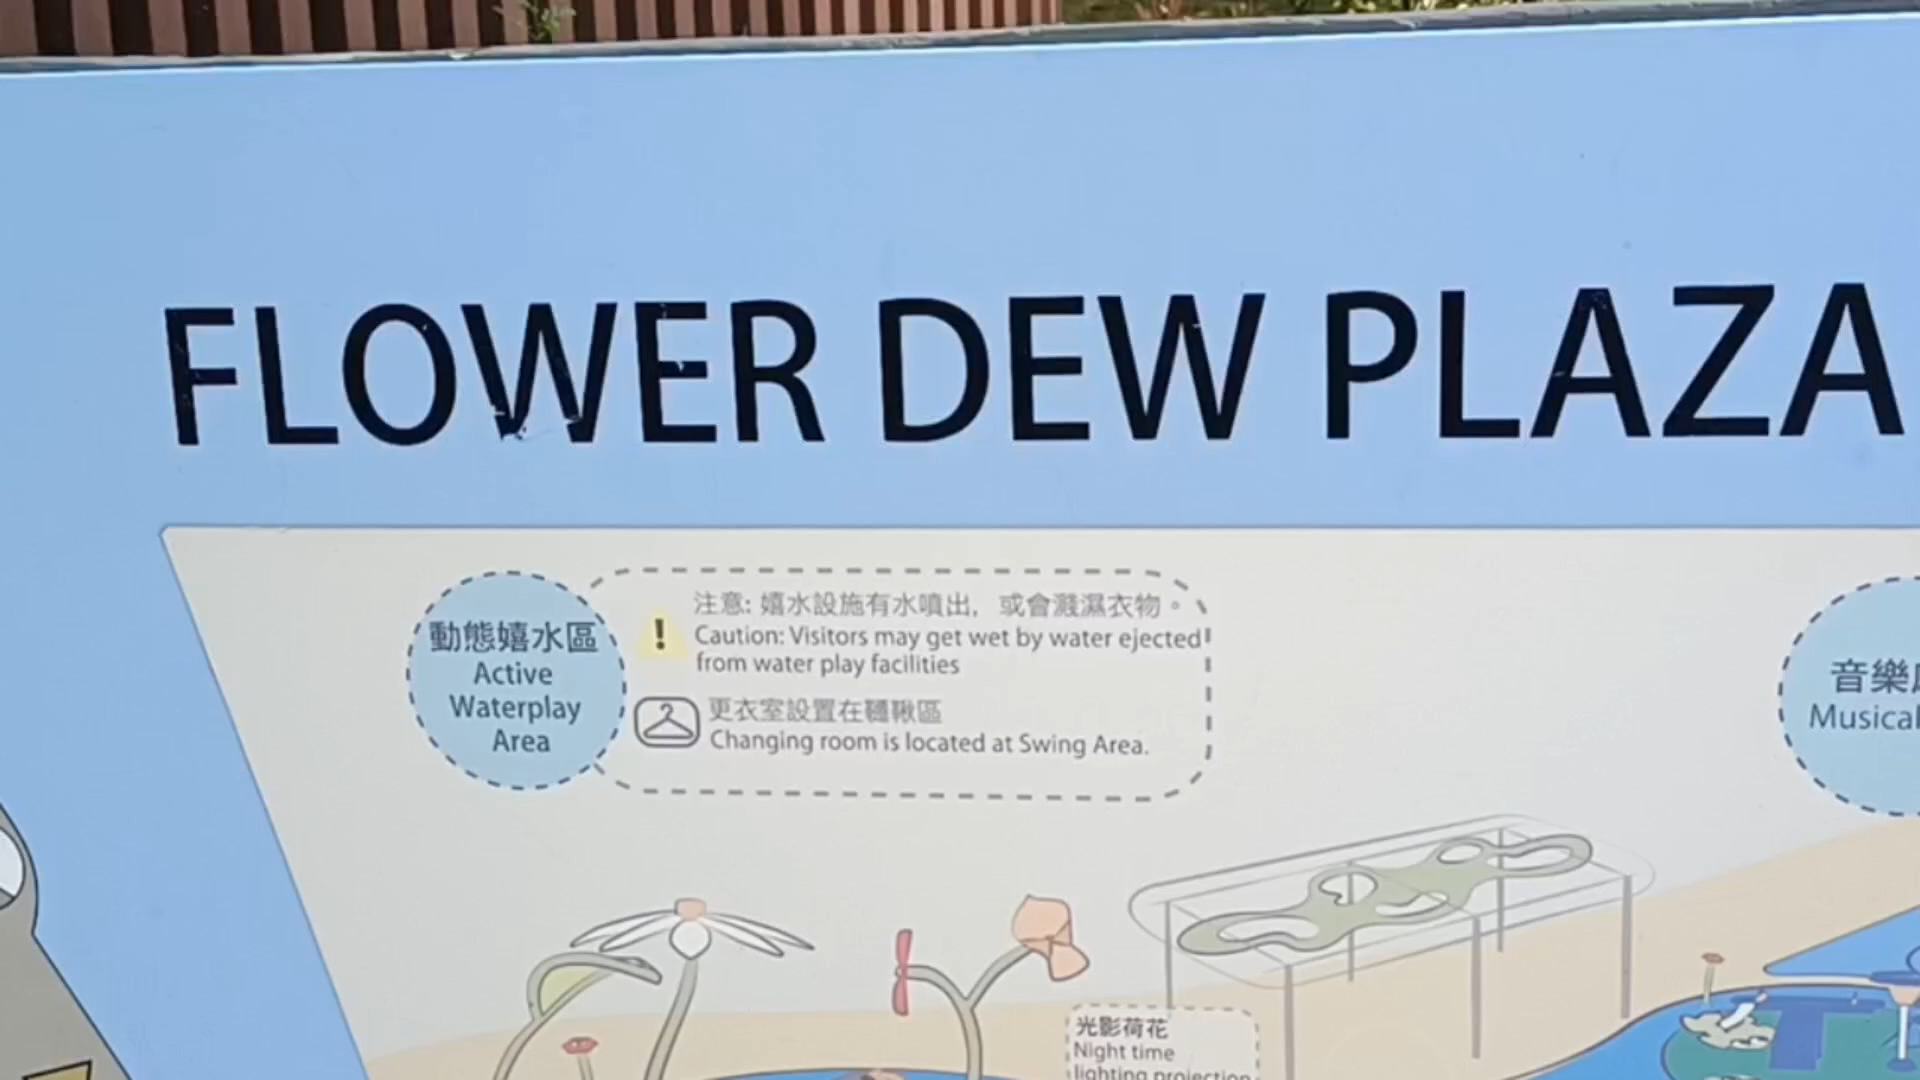 FLOWER DEW PLAZA
動態嬉水區
Active
Waterplay
Area
注意: 嬉水設施有水噴出, 或會濺濕衣物。
Caution: Visitors may get wet by water ejected
from water play facilities
更衣室設置在韆鞦區
Changing room is located at Swing Area.
音樂
Musical
光影荷花
Night time
lighting projection